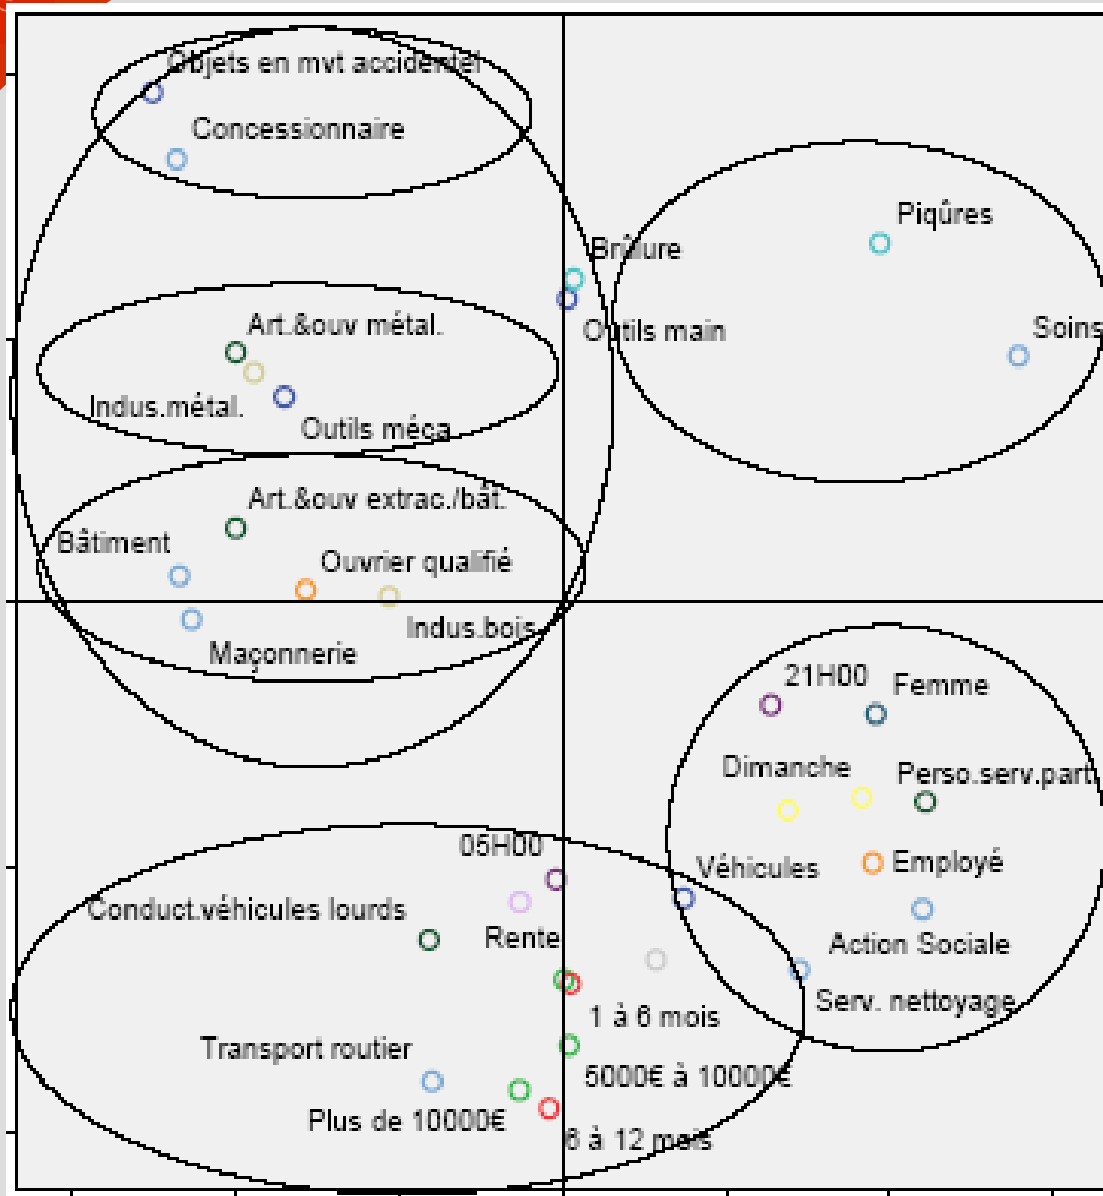 Objets en mvt accidentel
Concessionnaire
Piqûres
Brûlure
Art.&ouv métal.
Outils main
Soins
Indus.métal.
Outils méca
Art.&ouv extrac./bât.
Bâtiment
Ouvrier qualifié
Indus.bois
Maçonnerie
21H00
Femme
Dimanche
Perso.serv.part.
05H00
Véhicules
Employé
Conduct.véhicules lourds
Rente
Action Sociale
Serv. nettoyage
1 à 6 mois
Transport routier
5000€ à 10000€
Plus de 10000€
6 à 12 mois